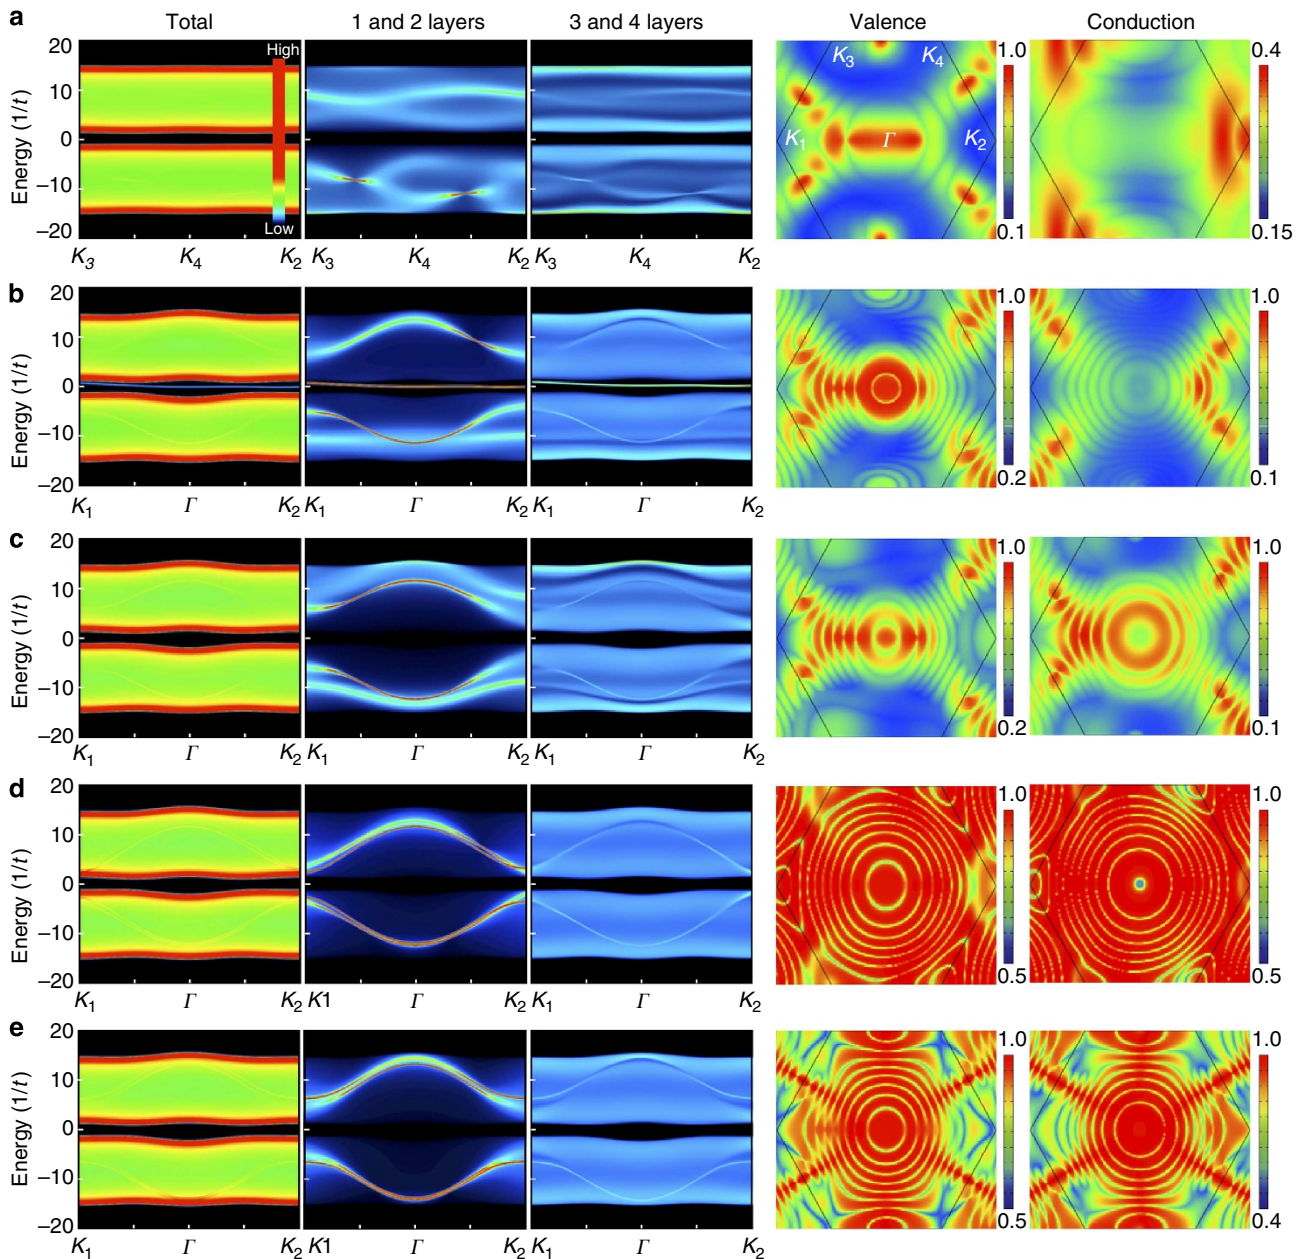 a Total 1 and 2 layers 3 and 4 layers Valence Conduction
20 High 1.0 0.4
10 K3 K4
0 K1 Γ K2
Energy (1/t)
−10
−20 Low 0.1 0.15
K3 K4 K2 K3 K4 K2 K3 K4 K2
b 20 1.0 1.0
10
0
Energy (1/t)
−10
−20 0.2 0.1
K1 Γ K2 K1 Γ K2 K1 Γ K2
c 20 1.0 1.0
10
0
Energy (1/t)
−10
−20 0.2 0.1
K1 Γ K2 K1 Γ K2 K1 Γ K2
d 20 1.0 1.0
10
0
Energy (1/t)
−10
−20 0.5 0.5
K1 Γ K2 K1 Γ K2 K1 Γ K2
e 20 1.0 1.0
10
0
Energy (1/t)
−10
−20 0.5 0.4
K1 Γ K2 K1 Γ K2 K1 Γ K2